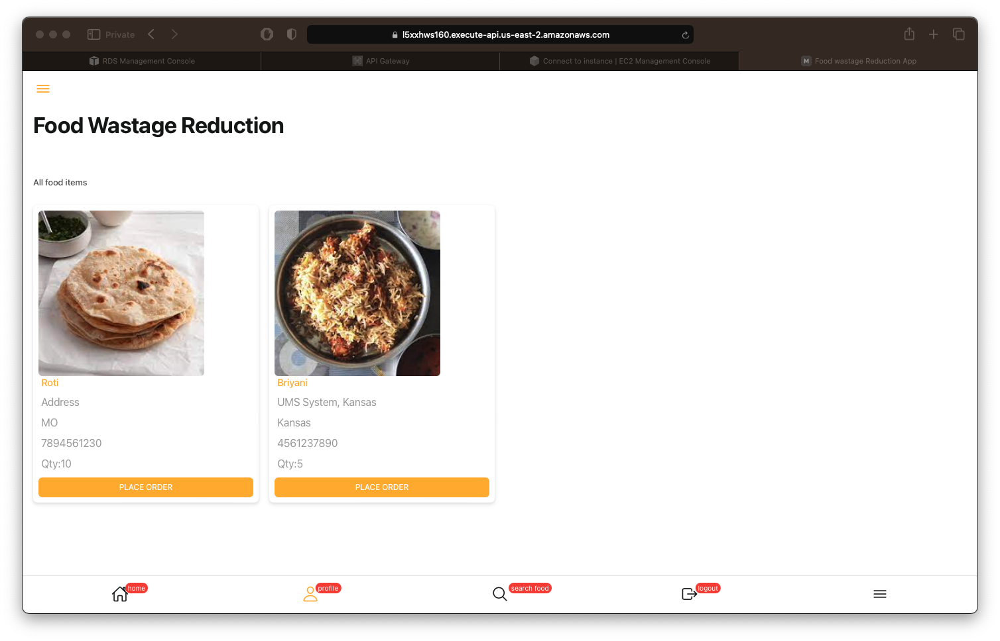 Private
l5xxhws160.execute-api.us-east-2.amazonaws.com
RDS Management Console
API Gateway
Connect to instance | EC2 Management Console
M Food wastage Reduction App
Food Wastage Reduction
All food items
Roti
Address
MO
7894561230
Qty:10
PLACE ORDER
Briyani
UMS System, Kansas
Kansas
4561237890
Qty:5
PLACE ORDER
home
profile
search food
logout